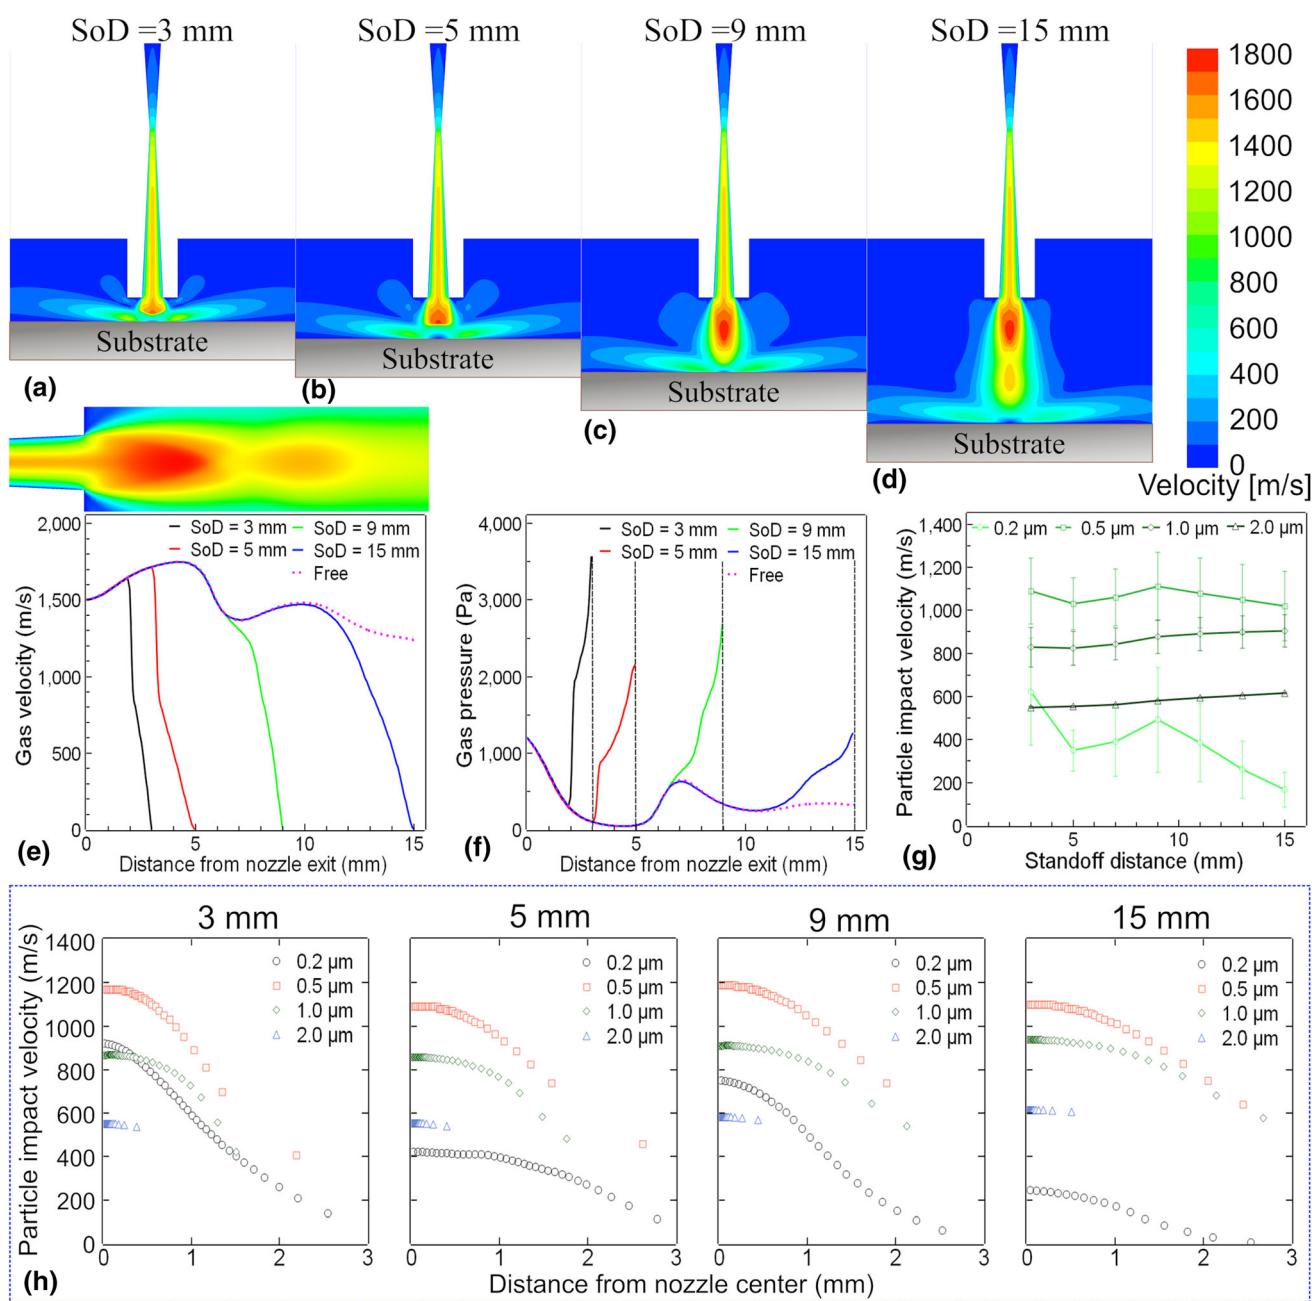 SoD =3 mm
SoD =5 mm
SoD =9 mm
SoD =15 mm
1800
1600
1400
1200
1000
800
600
400
200
0
Velocity [m/s]
Substrate
Substrate
Substrate
Substrate
(a)
(b)
(c)
(d)
2,000
1,500
1,000
500
0
Gas velocity (m/s)
SoD = 3 mm
SoD = 9 mm
SoD = 5 mm
SoD = 15 mm
Free
0
5
10
15
Distance from nozzle exit (mm)
(e)
4,000
3,000
2,000
1,000
0
Gas pressure (Pa)
SoD = 3 mm
SoD = 9 mm
SoD = 5 mm
SoD = 15 mm
Free
0
5
10
15
Distance from nozzle exit (mm)
(f)
1,400
1,200
1,000
800
600
400
200
0
Particle impact velocity (m/s)
0.2 µm
0.5 µm
1.0 µm
2.0 µm
0
5
10
15
Standoff distance (mm)
(g)
3 mm
5 mm
9 mm
15 mm
1400
1200
1000
800
600
400
200
0
Particle impact velocity (m/s)
0.2 µm
0.5 µm
1.0 µm
2.0 µm
0.2 µm
0.5 µm
1.0 µm
2.0 µm
0.2 µm
0.5 µm
1.0 µm
2.0 µm
0.2 µm
0.5 µm
1.0 µm
2.0 µm
0 1 2 3
0 1 2 3
0 1 2 3
0 1 2 3
Distance from nozzle center (mm)
(h)